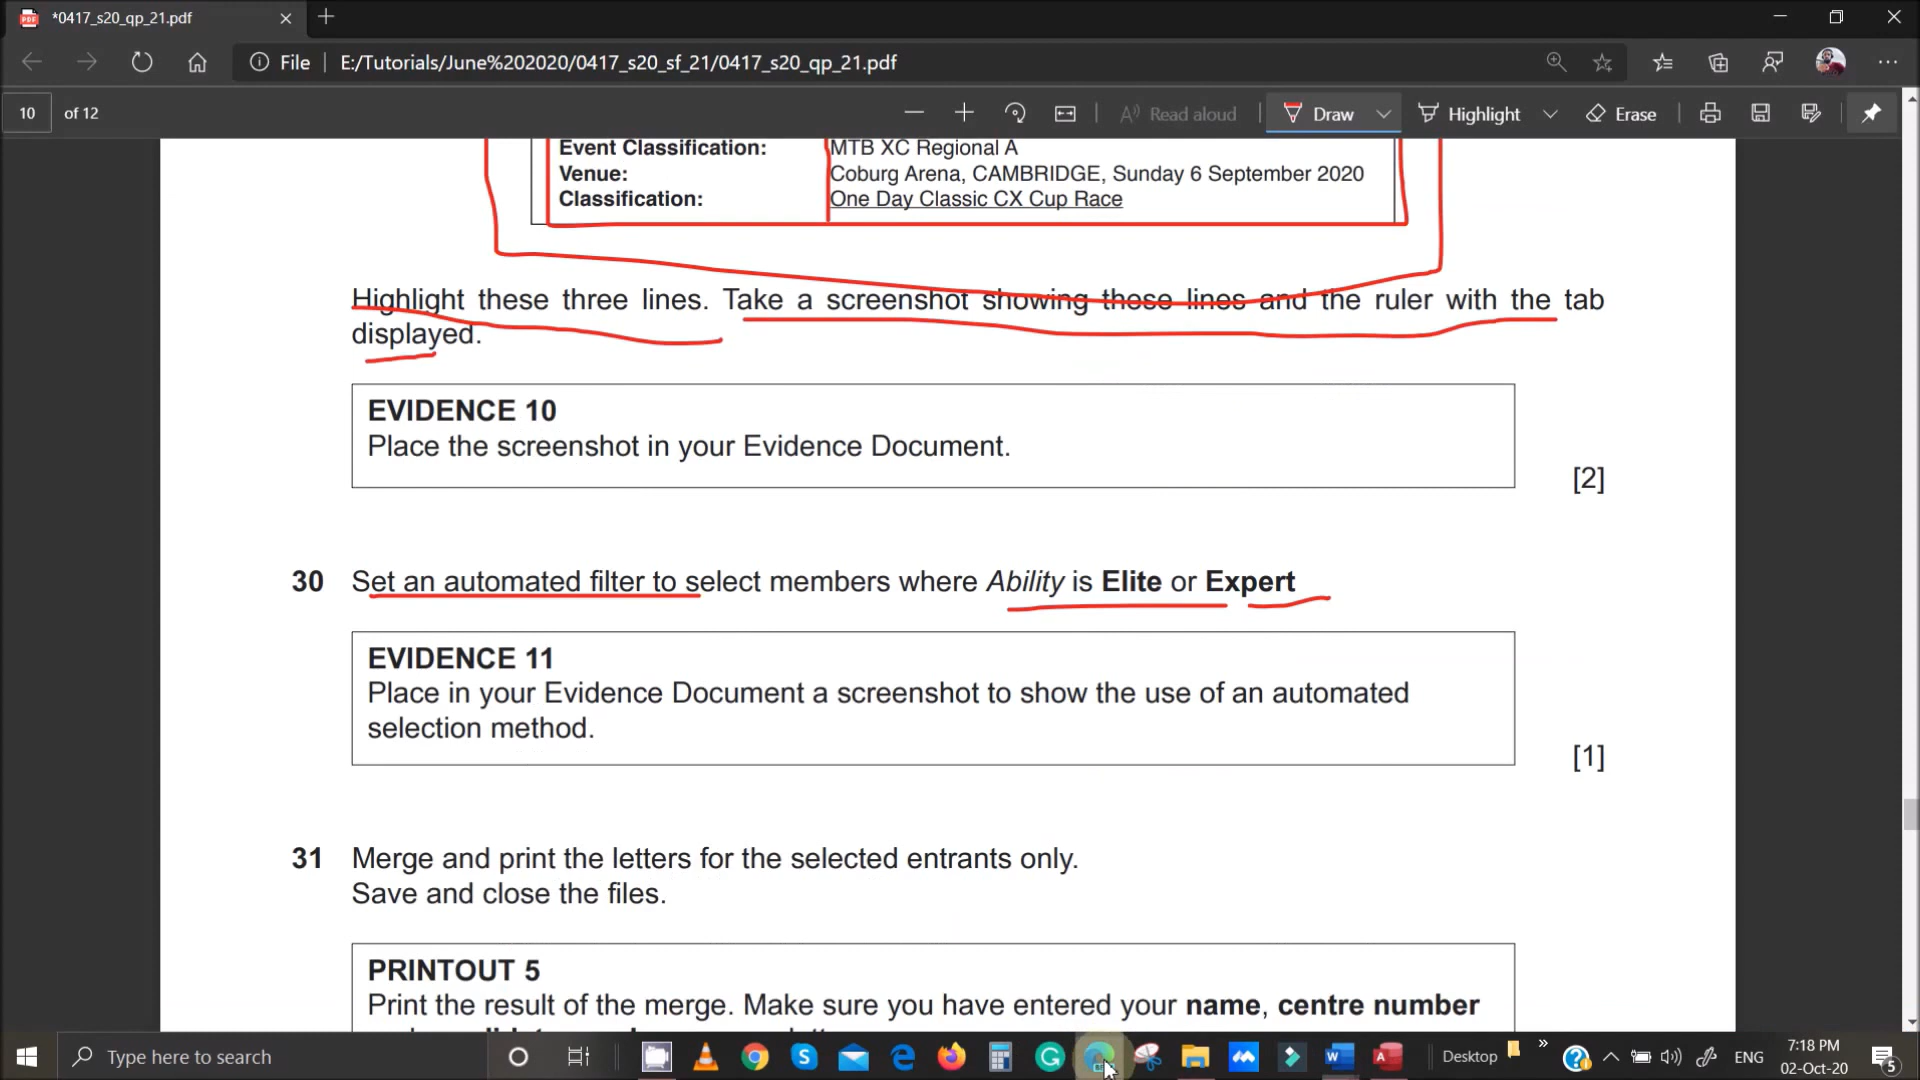 *0417_s20_qp_21.pdf
File
E:/Tutorials/June%202020/0417_s20_sf_21/0417_s20_qp_21.pdf
10 of 12
Read aloud
Draw
Highlight
Erase
Event Classification: MTB XC Regional A
Venue: Coburg Arena, CAMBRIDGE, Sunday 6 September 2020
Classification: One Day Classic CX Cup Race
Highlight these three lines. Take a screenshot showing these lines and the ruler with the tab
displayed.
EVIDENCE 10
Place the screenshot in your Evidence Document.
[2]
30 Set an automated filter to select members where Ability is Elite or Expert
EVIDENCE 11
Place in your Evidence Document a screenshot to show the use of an automated
selection method.
[1]
31 Merge and print the letters for the selected entrants only.
Save and close the files.
PRINTOUT 5
Print the result of the merge. Make sure you have entered your name, centre number
Type here to search
Desktop
ENG
7:18 PM
02-Oct-20
5